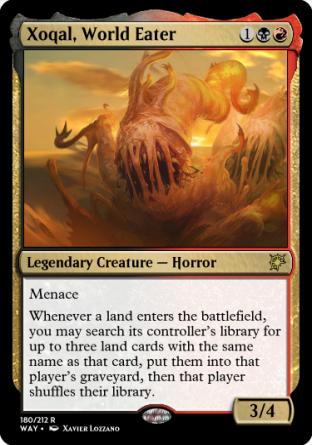 Xoqal, World Eater 1
Legendary Creature — Horror
Menace
Whenever a land enters the battlefield,
you may search its controller's library for
up to three land cards with the same
name as that card, put them into that
player's graveyard, then that player
shuffles their library.
180/212 R
WAY • Xavier Lozzano
3/4